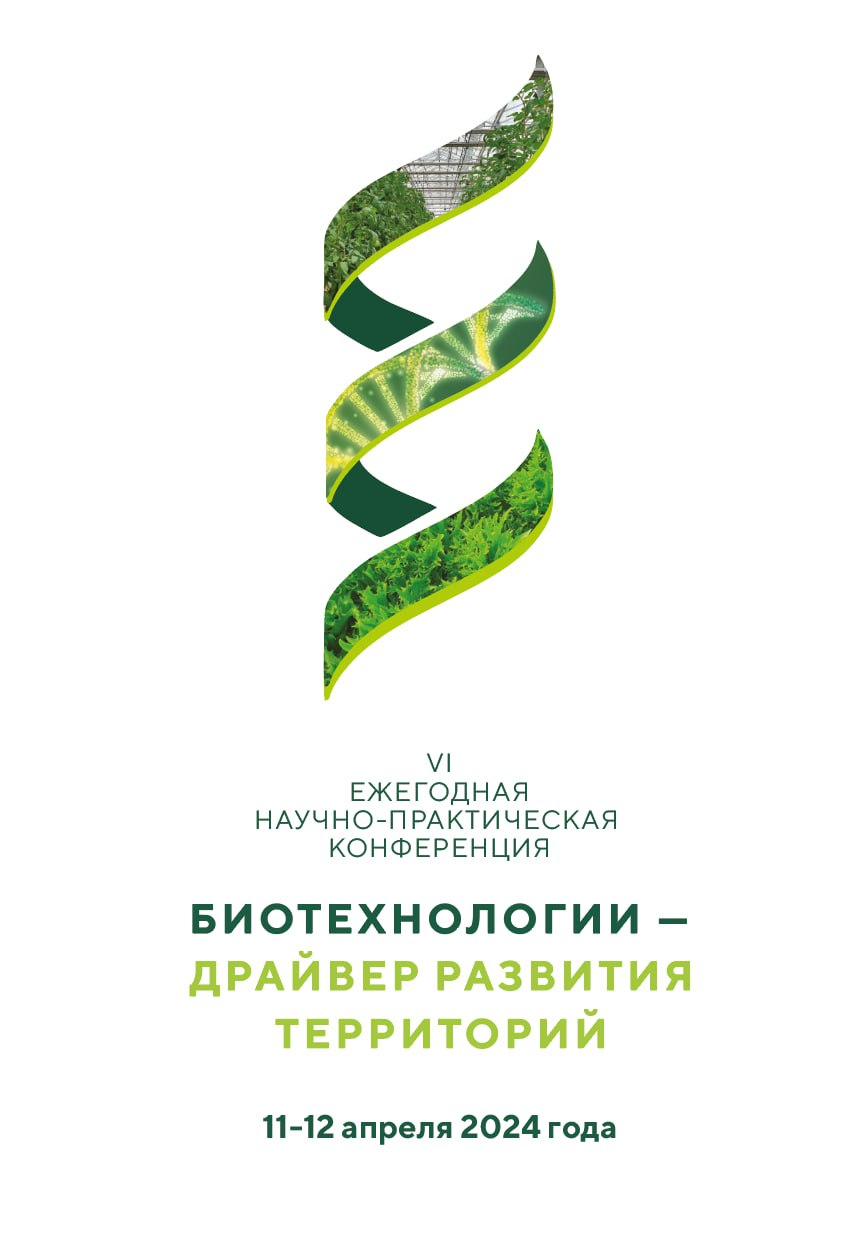 VI
ЕЖЕГОДНАЯ
НАУЧНО-ПРАКТИЧЕСКАЯ
КОНФЕРЕНЦИЯ
БИОТЕХНОЛОГИИ –
ДРАЙВЕР РАЗВИТИЯ
ТЕРРИТОРИЙ
11-12 апреля 2024 года